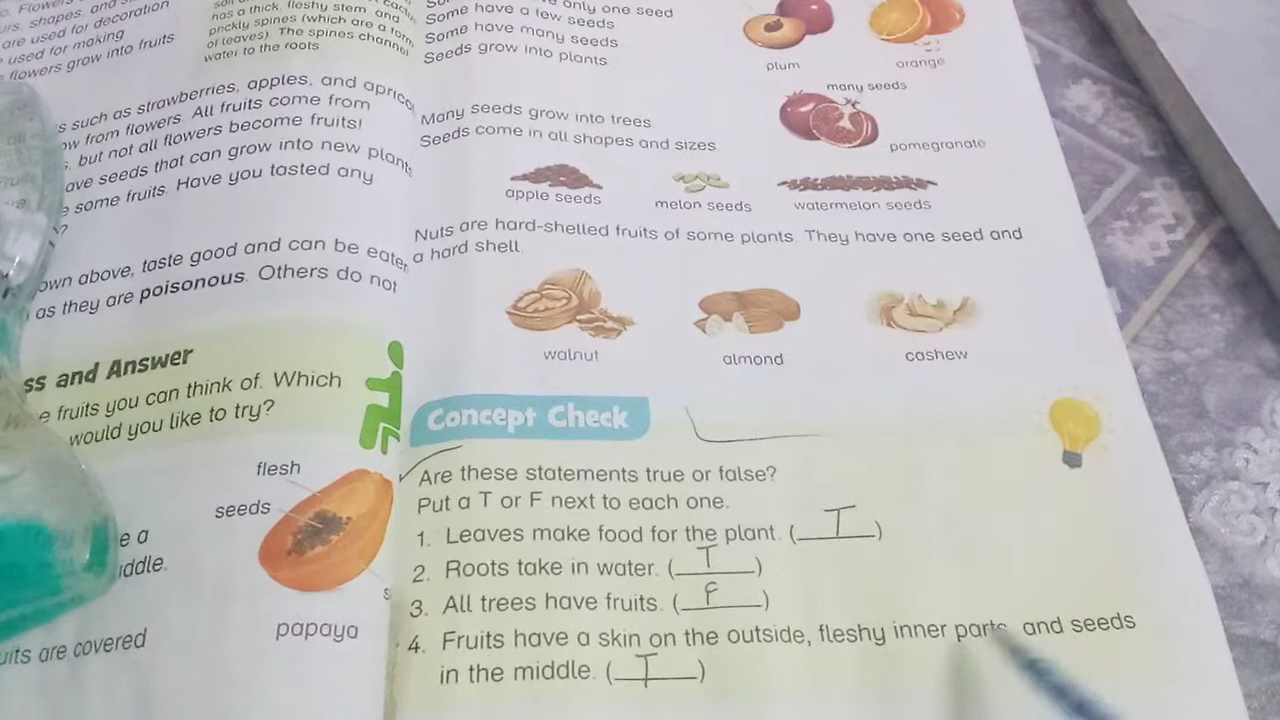 o. Flowers
urs, shapes, and
are used for decoration
used for making
flowers grow into fruits
has a thick, fleshy stem, and
prickly spines (which are a form
of leaves). The spines channel
water to the roots
s such as strawberries, apples, and aprico
ow from flowers. All fruits come from
s, but not all flowers become fruits!
ave seeds that can grow into new plants
e some fruits. Have you tasted any
?
own above, taste good and can be eaten
as they are poisonous. Others do not
ss and Answer
e fruits you can think of. Which
would you like to try?
flesh
seeds
papaya
e a
iddle.
uits are covered
only one seed
Some have a few seeds
Some have many seeds
Seeds grow into plants
plum
orange
many seeds
Many seeds grow into trees
Seeds come in all shapes and sizes
pomegranate
apple seeds
melon seeds
watermelon seeds
Nuts are hard-shelled fruits of some plants. They have one seed and
a hard shell.
walnut
almond
cashew
Concept Check
Are these statements true or false?
Put a T or F next to each one.
1. Leaves make food for the plant. (T)
2. Roots take in water. (T)
3. All trees have fruits. (F)
4. Fruits have a skin on the outside, fleshy inner parts, and seeds
in the middle. (T)